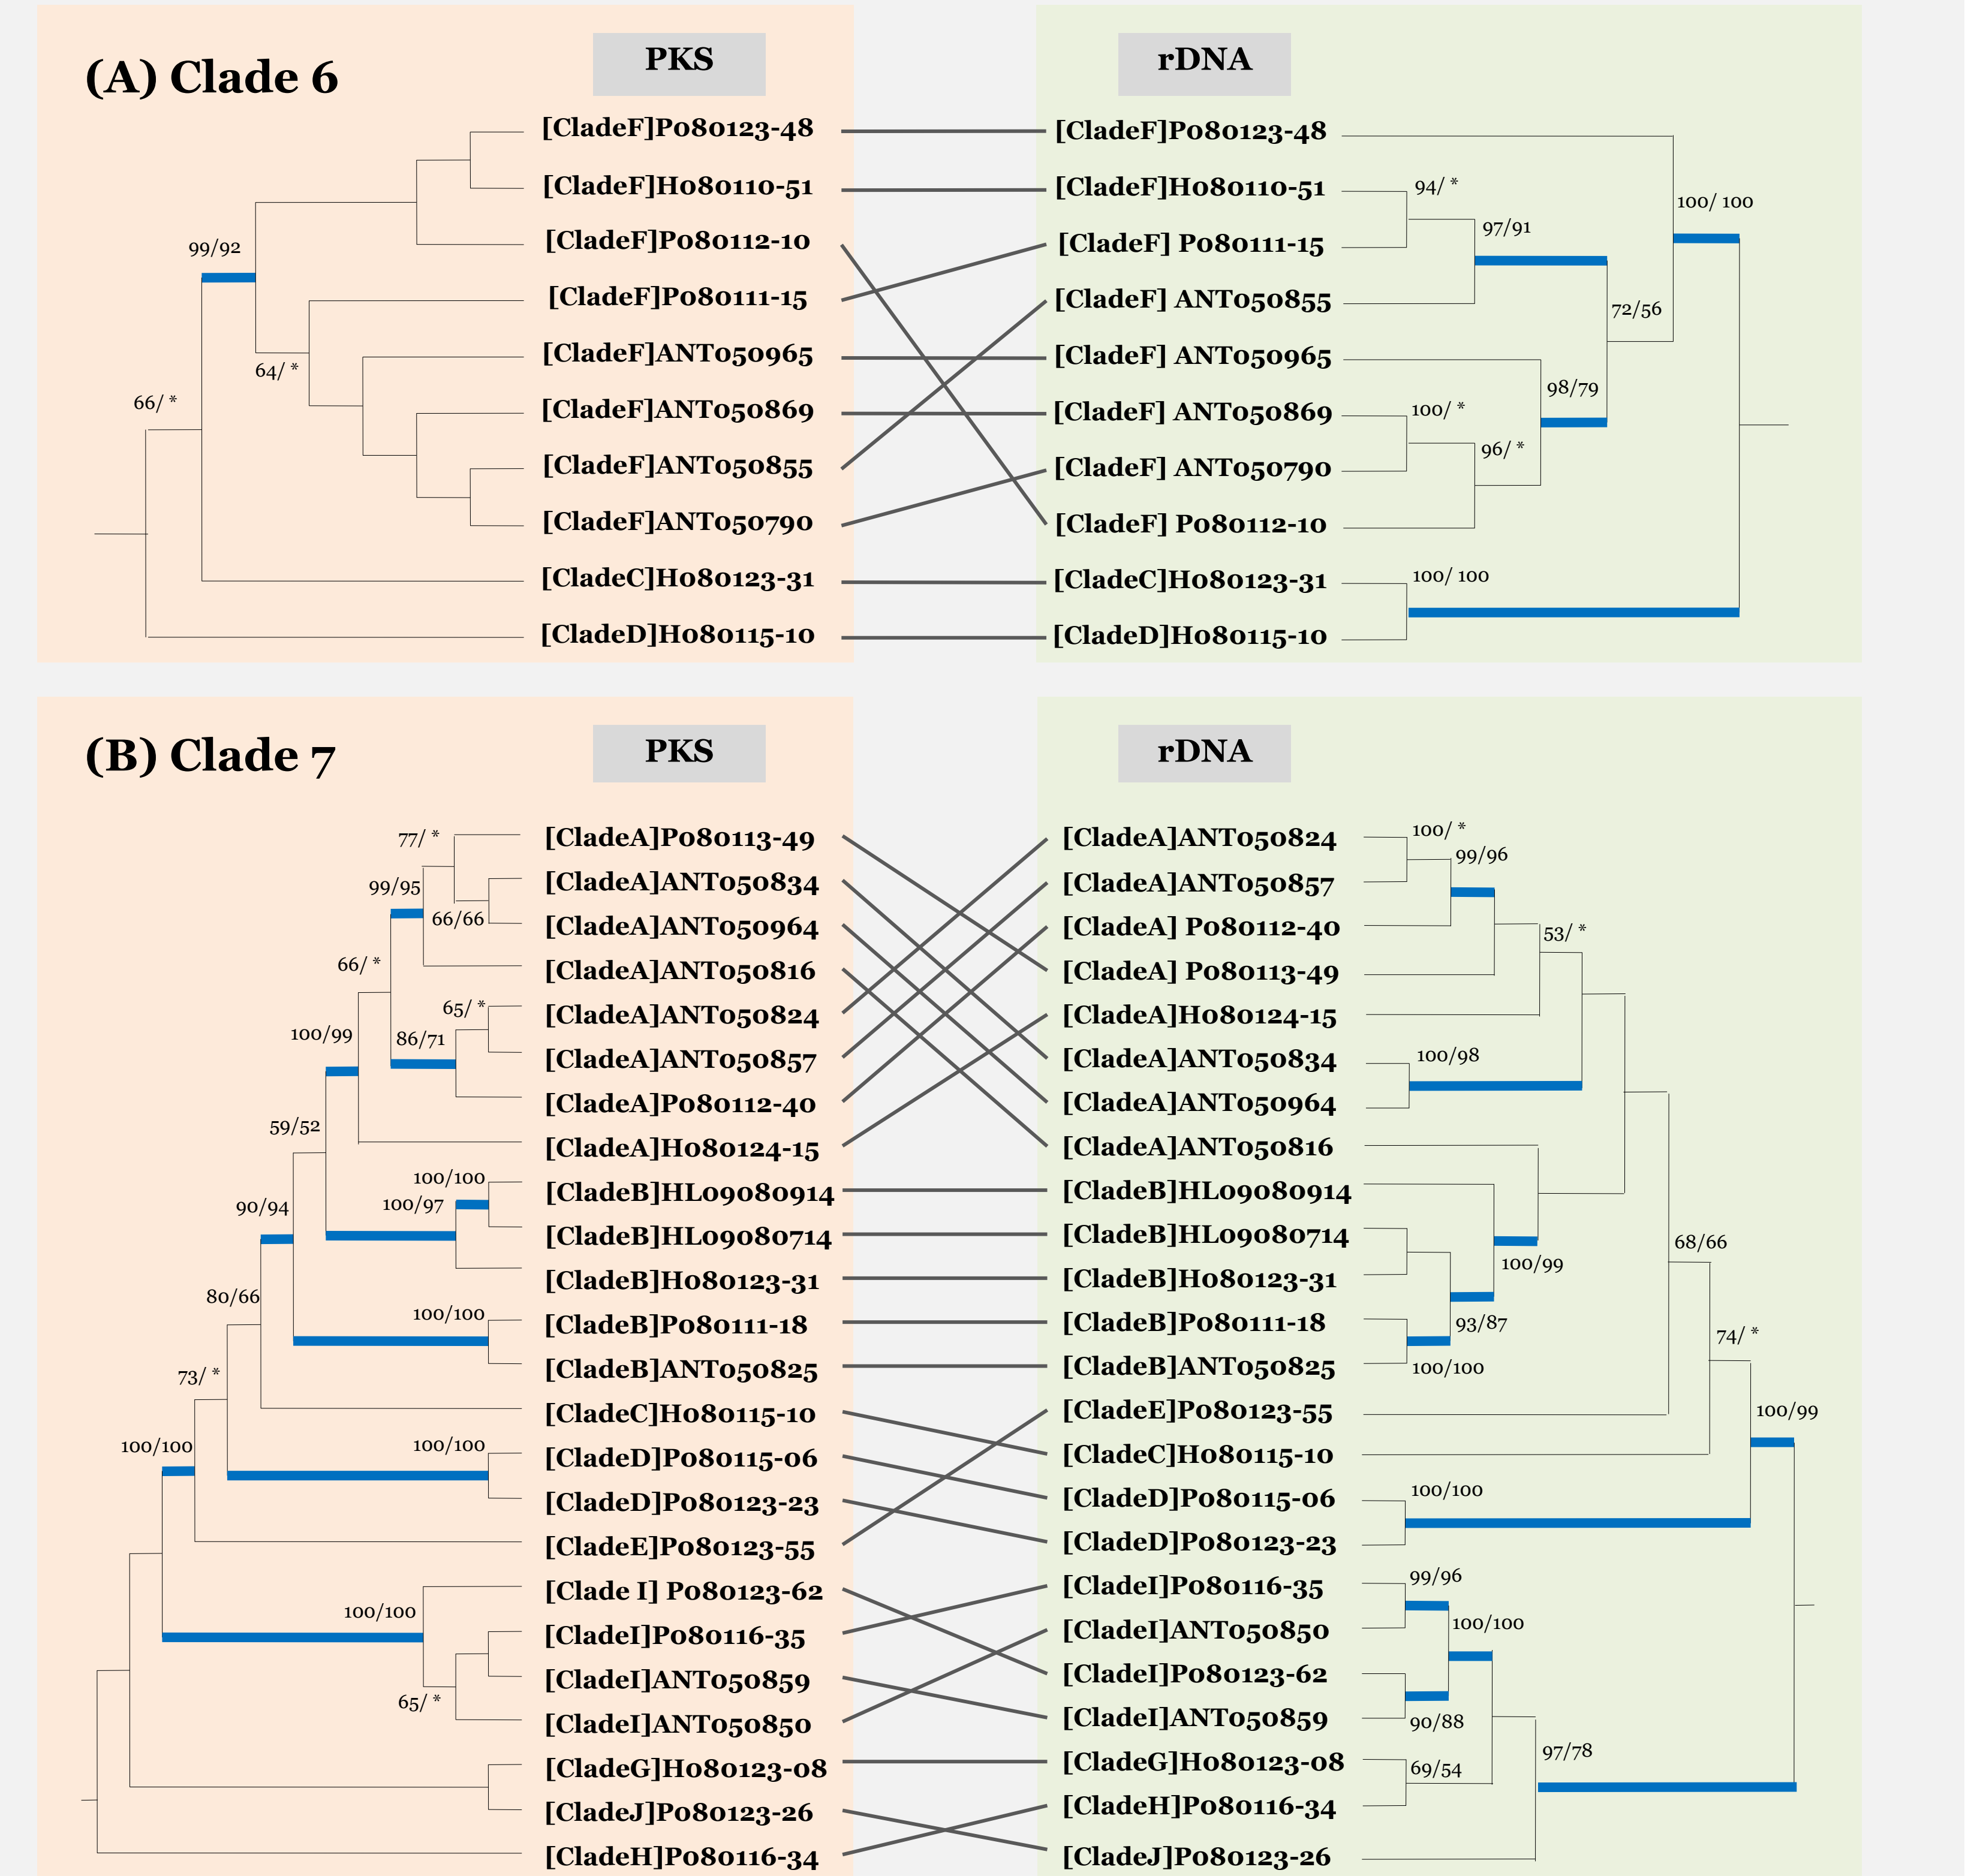 (A) Clade 6
PKS
rDNA
[CladeF]P080123-48
[CladeF]H080110-51
[CladeF]P080112-10
[CladeF]P080111-15
[CladeF]ANT050965
[CladeF]ANT050869
[CladeF]ANT050855
[CladeF]ANT050790
[CladeC]H080123-31
[CladeD]H080115-10
99/92
64/ *
66/ *
[CladeF]P080123-48
[CladeF]H080110-51
[CladeF] P080111-15
[CladeF] ANT050855
[CladeF] ANT050965
[CladeF] ANT050869
[CladeF] ANT050790
[CladeF] P080112-10
[CladeC]H080123-31
[CladeD]H080115-10
94/ *
100/ 100
97/91
72/56
98/79
100/ *
96/ *
100/ 100
(B) Clade 7
PKS
rDNA
[CladeA]P080113-49
[CladeA]ANT050834
[CladeA]ANT050964
[CladeA]ANT050816
[CladeA]ANT050824
[CladeA]ANT050857
[CladeA]P080112-40
[CladeA]H080124-15
[CladeB]HL09080914
[CladeB]HL09080714
[CladeB]H080123-31
[CladeB]P080111-18
[CladeB]ANT050825
[CladeC]H080115-10
[CladeD]P080115-06
[CladeD]P080123-23
[CladeE]P080123-55
[Clade I] P080123-62
[CladeI]P080116-35
[CladeI]ANT050859
[CladeI]ANT050850
[CladeG]H080123-08
[CladeJ]P080123-26
[CladeH]P080116-34
77/ *
99/95
66/66
66/ *
65/ *
100/99
86/71
59/52
100/100
100/97
90/94
80/66
100/100
73/ *
100/100
100/100
100/100
65/ *
[CladeA]ANT050824
[CladeA]ANT050857
[CladeA] P080112-40
[CladeA] P080113-49
[CladeA]H080124-15
[CladeA]ANT050834
[CladeA]ANT050964
[CladeA]ANT050816
[CladeB]HL09080914
[CladeB]HL09080714
[CladeB]H080123-31
[CladeB]P080111-18
[CladeB]ANT050825
[CladeE]P080123-55
[CladeC]H080115-10
[CladeD]P080115-06
[CladeD]P080123-23
[CladeI]P080116-35
[CladeI]ANT050850
[CladeI]P080123-62
[CladeI]ANT050859
[CladeG]H080123-08
[CladeH]P080116-34
[CladeJ]P080123-26
100/ *
99/96
53/ *
100/98
68/66
100/99
93/87
74/ *
100/100
100/99
100/100
99/96
100/100
90/88
97/78
69/54